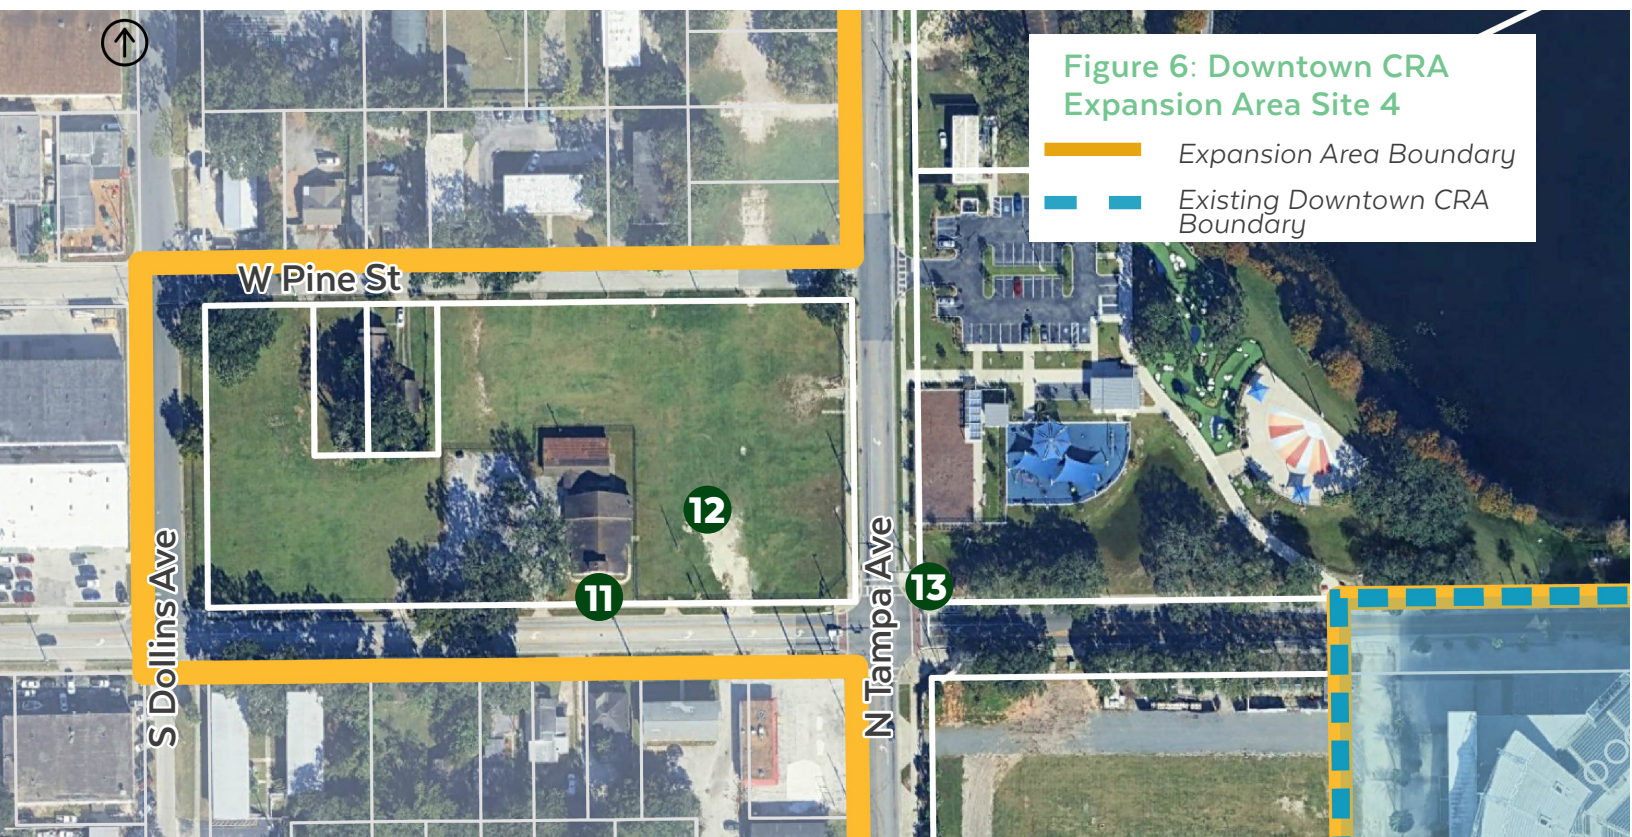 Figure 6: Downtown CRA
Expansion Area Site 4
Expansion Area Boundary
Existing Downtown CRA
Boundary
W Pine St
12
11
13
S Dollins Ave
N Tampa Ave